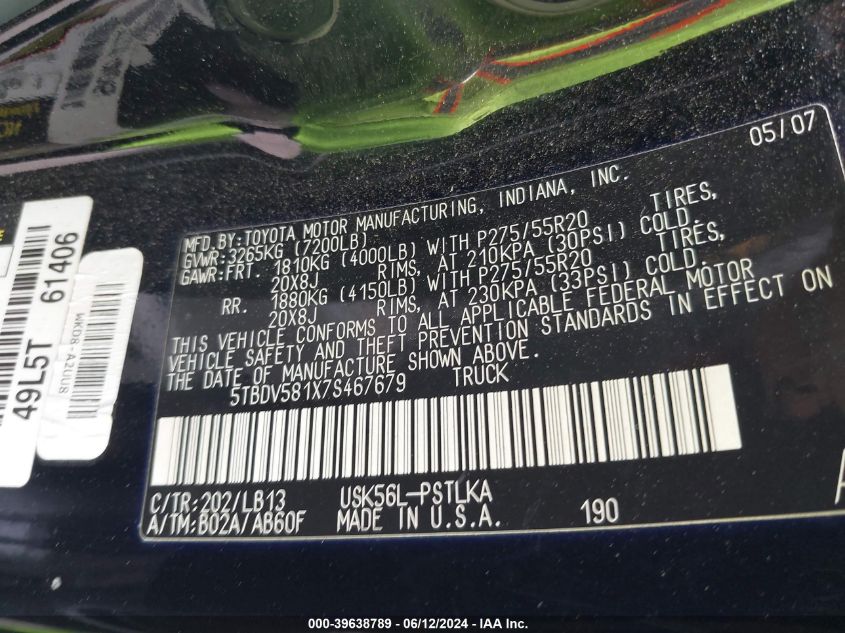 05/07
MFD.BY:TOYOTA MOTOR MANUFACTURING, INDIANA, INC.
GVWR:3265KG (7200LB)
GAWR:FRT. 1810KG (4000LB) WITH P275/55R20 TIRES,
20X8J RIMS, AT 210KPA (30PSI) COLD.
RR. 1880KG (4150LB) WITH P275/55R20 TIRES,
20X8J RIMS, AT 230KPA (33PSI) COLD.
THIS VEHICLE CONFORMS TO ALL APPLICABLE FEDERAL MOTOR
VEHICLE SAFETY AND THEFT PREVENTION STANDARDS IN EFFECT ON
THE DATE OF MANUFACTURE SHOWN ABOVE.
5TBDV581X7S467679 TRUCK
C/TR:202/LB13 USK56L-PSTLKA
A/TM:B02A/AB60F MADE IN U.S.A. 190
49L5T 61406
WKD8-A2UU8
000-39638789 - 06/12/2024 - IAA Inc.